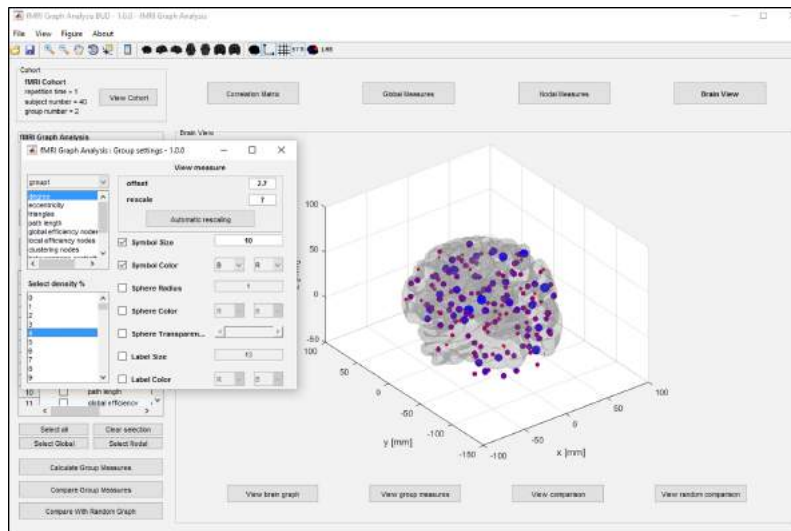 fMRI Graph Analysis BUD - 1.0.0 - fMRI Graph Analysis
File View Figure About
Cohort
fMRI Cohort
repetition time = 1
subject number = 40
group number = 2
View Cohort
Correlation Matrix
Global Measures
Nodal Measures
Brain View
fMRI Graph Analysis
Brain View
fMRI Graph Analysis : Group settings - 1.0.0
View measure
group1
degree
eccentricity
triangles
path length
global efficiency nodes
local efficiency nodes
clustering nodes
offset 2.7
rescale 7
Automatic rescaling
Symbol Size 10
Symbol Color B R
Sphere Radius 1
Sphere Color
Sphere Transparen...
Label Size
Label Color
Select density %
0
1
2
3
4
5
6
7
8
9
10 path length
11 global efficiency
Select all
Clear selection
Select Global
Select Nodal
Calculate Group Measures
Compare Group Measures
Compare With Random Graph
100
50
0
-50
100
50
0
-50
-100
-150
y [mm]
-100
-50
0
50
100
x [mm]
View brain graph
View group measures
View comparison
View random comparison